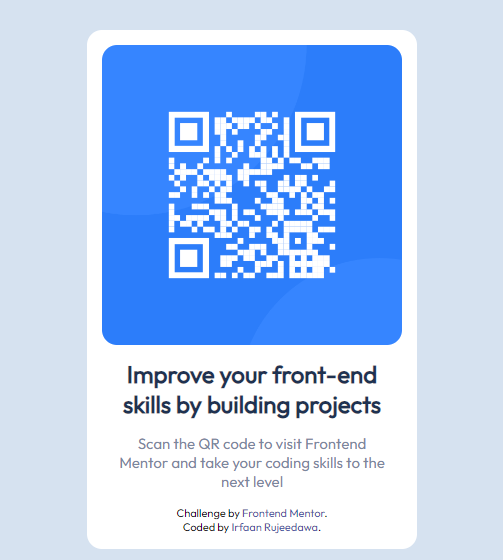 Improve your front-end
skills by building projects
Scan the QR code to visit Frontend
Mentor and take your coding skills to the
next level
Challenge by Frontend Mentor.
Coded by Irfaan Rujeedawa.